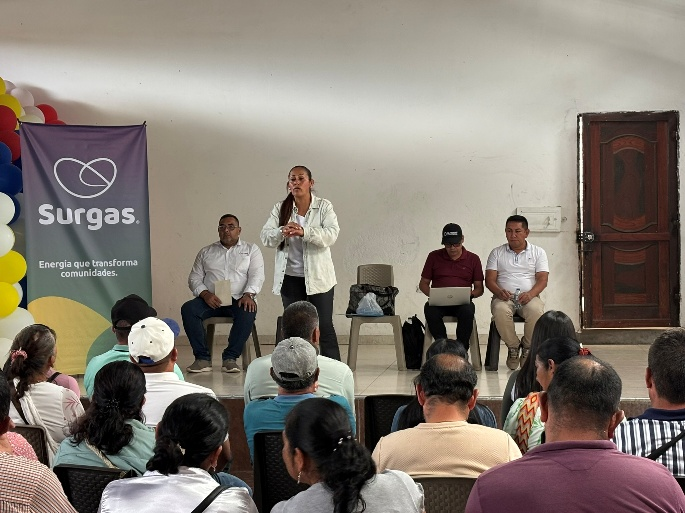 Surgas®
Energía que transforma
comunidades.